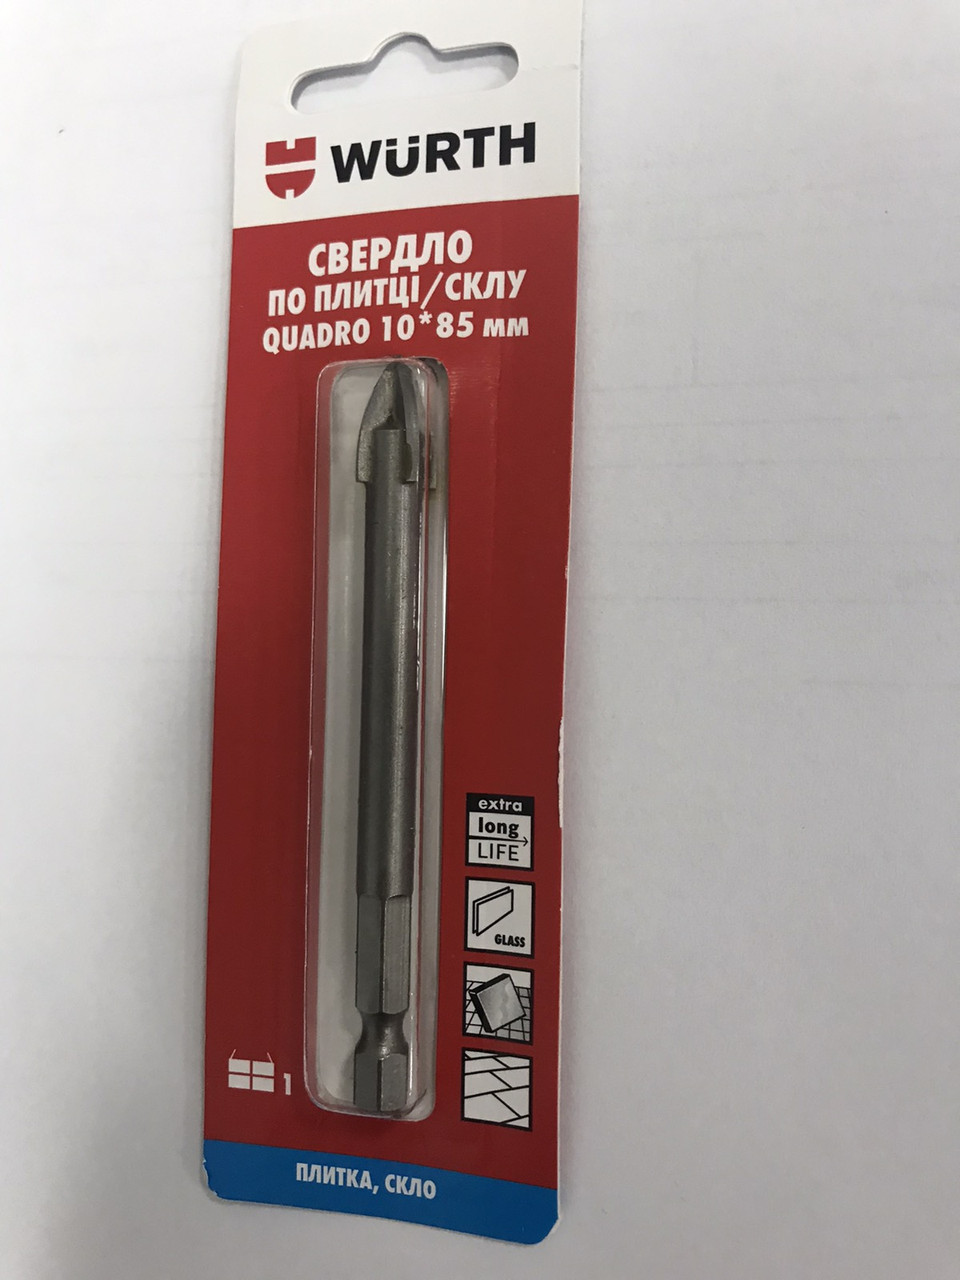 WÜRTH
СВЕРДЛО
ПО ПЛИТЦІ/СКЛУ
QUADRO 10*85 мм
extra
long
LIFE
GLASS
1
ПЛИТКА, СКЛО